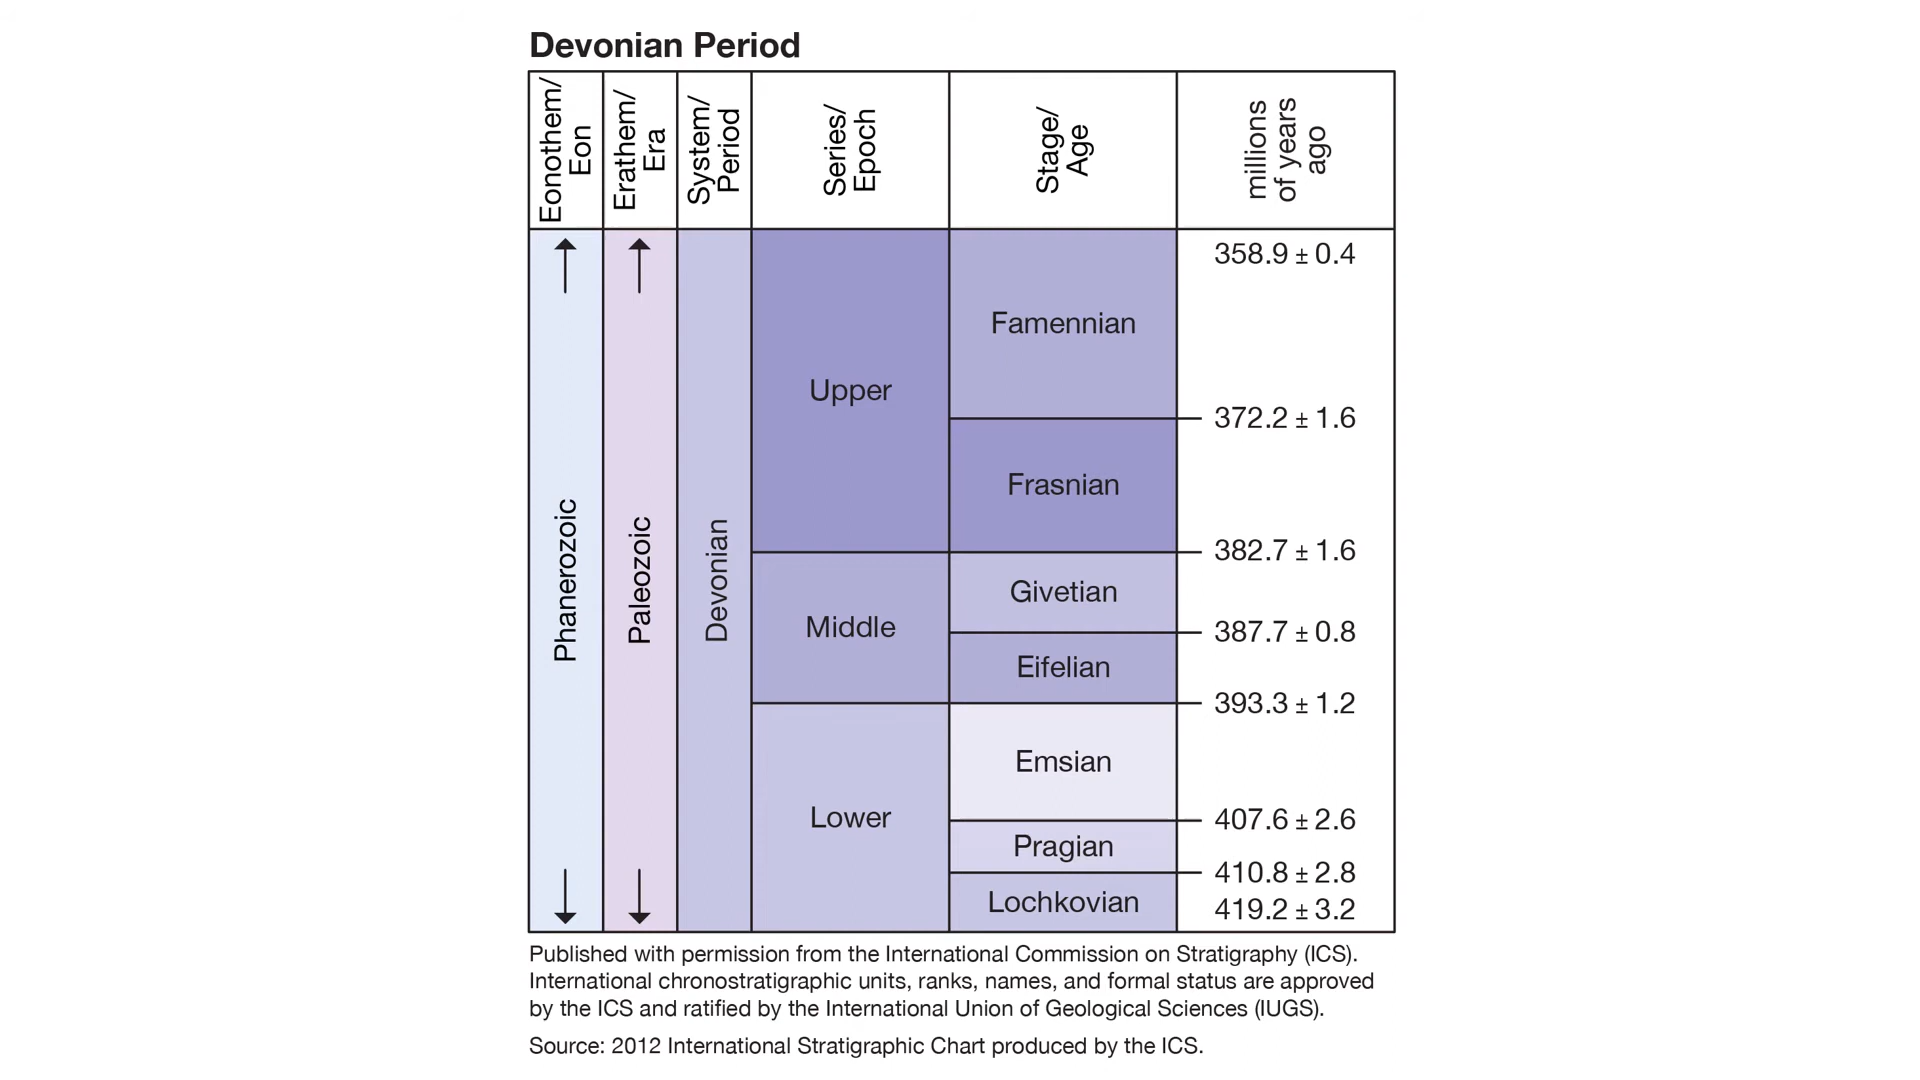 Devonian Period
Eonothem/
Eon
Erathem/
Era
System/
Period
Series/
Epoch
Stage/
Age
millions
of years
ago
Phanerozoic
Paleozoic
Devonian
Upper
Middle
Lower
Famennian
Frasnian
Givetian
Eifelian
Emsian
Pragian
Lochkovian
358.9 ± 0.4
372.2 ± 1.6
382.7 ± 1.6
387.7 ± 0.8
393.3 ± 1.2
407.6 ± 2.6
410.8 ± 2.8
419.2 ± 3.2
Published with permission from the International Commission on Stratigraphy (ICS).
International chronostratigraphic units, ranks, names, and formal status are approved
by the ICS and ratified by the International Union of Geological Sciences (IUGS).
Source: 2012 International Stratigraphic Chart produced by the ICS.